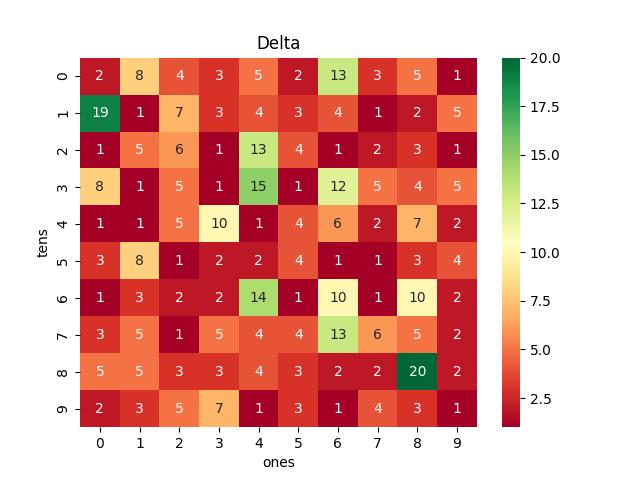 Delta
0 2 8 4 3 5 2 13 3 5 1
1 19 1 7 3 4 3 4 1 2 5
2 1 5 6 1 13 4 1 2 3 1
3 8 1 5 1 15 1 12 5 4 5
4 1 1 5 10 1 4 6 2 7 2
5 3 8 1 2 2 4 1 1 3 4
6 1 3 2 2 14 1 10 1 10 2
7 3 5 1 5 4 4 13 6 5 2
8 5 5 3 3 4 3 2 2 20 2
9 2 3 5 7 1 3 1 4 3 1
0 1 2 3 4 5 6 7 8 9
ones
tens
20.0
17.5
15.0
12.5
10.0
7.5
5.0
2.5